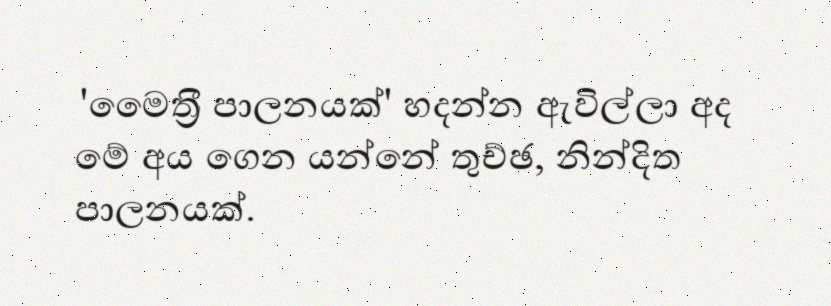 'මෛත්‍රී පාලනයක්' හදන්න ඇවිල්ලා අද
මේ අය ගෙන යන්නේ තුච්ඡ, නින්දිත
පාලනයක්.